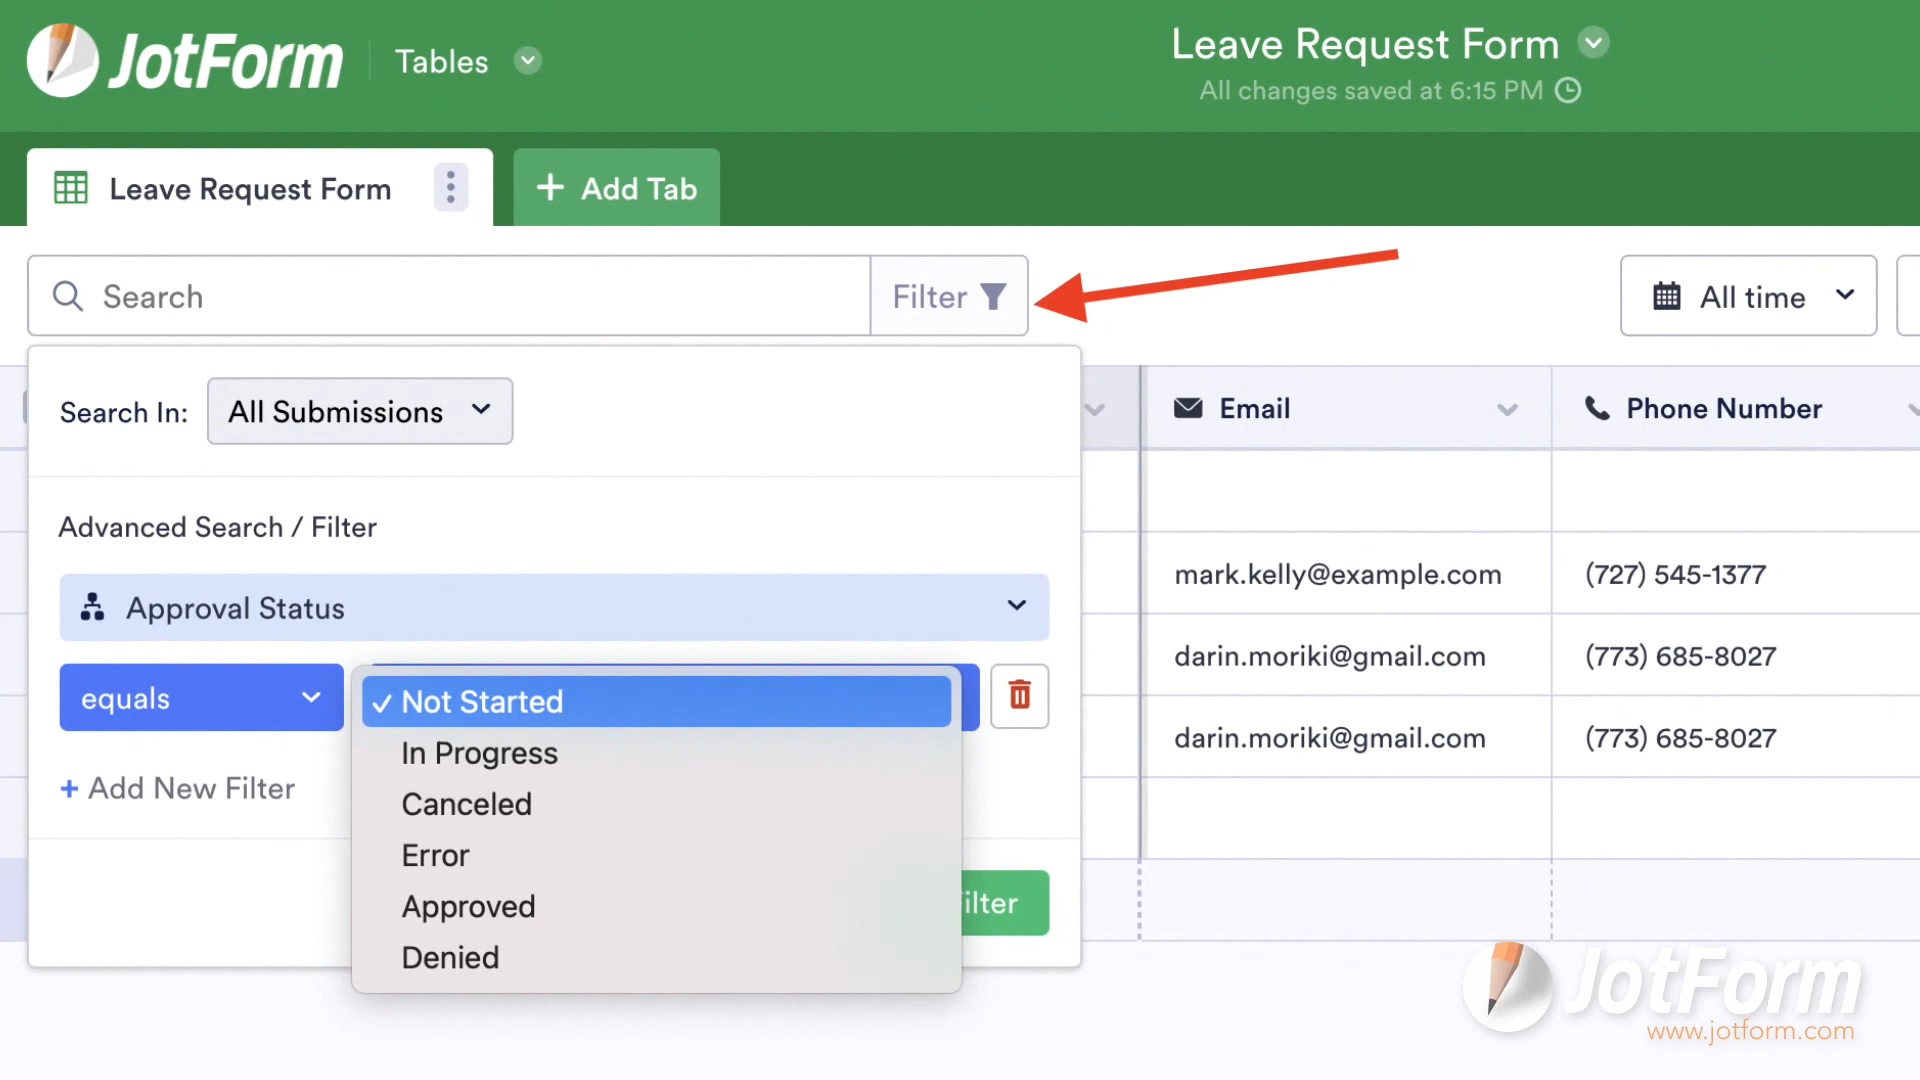 JotForm
Tables
Leave Request Form
All changes saved at 6:15 PM
Leave Request Form
+ Add Tab
Search
Filter
All time
Search In:
All Submissions
Email
Phone Number
Advanced Search / Filter
Approval Status
mark.kelly@example.com
(727) 545-1377
darin.moriki@gmail.com
(773) 685-8027
equals
✓ Not Started
In Progress
Canceled
Error
Approved
Denied
darin.moriki@gmail.com
(773) 685-8027
+ Add New Filter
JotForm
www.jotform.com